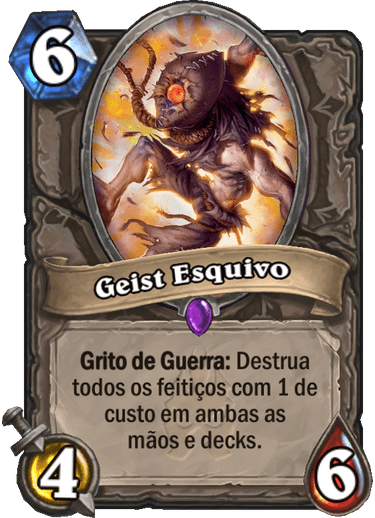 6
Geist Esquivo
Grito de Guerra: Destrua
todos os feitiços com 1 de
custo em ambas as
mãos e decks.
4
6